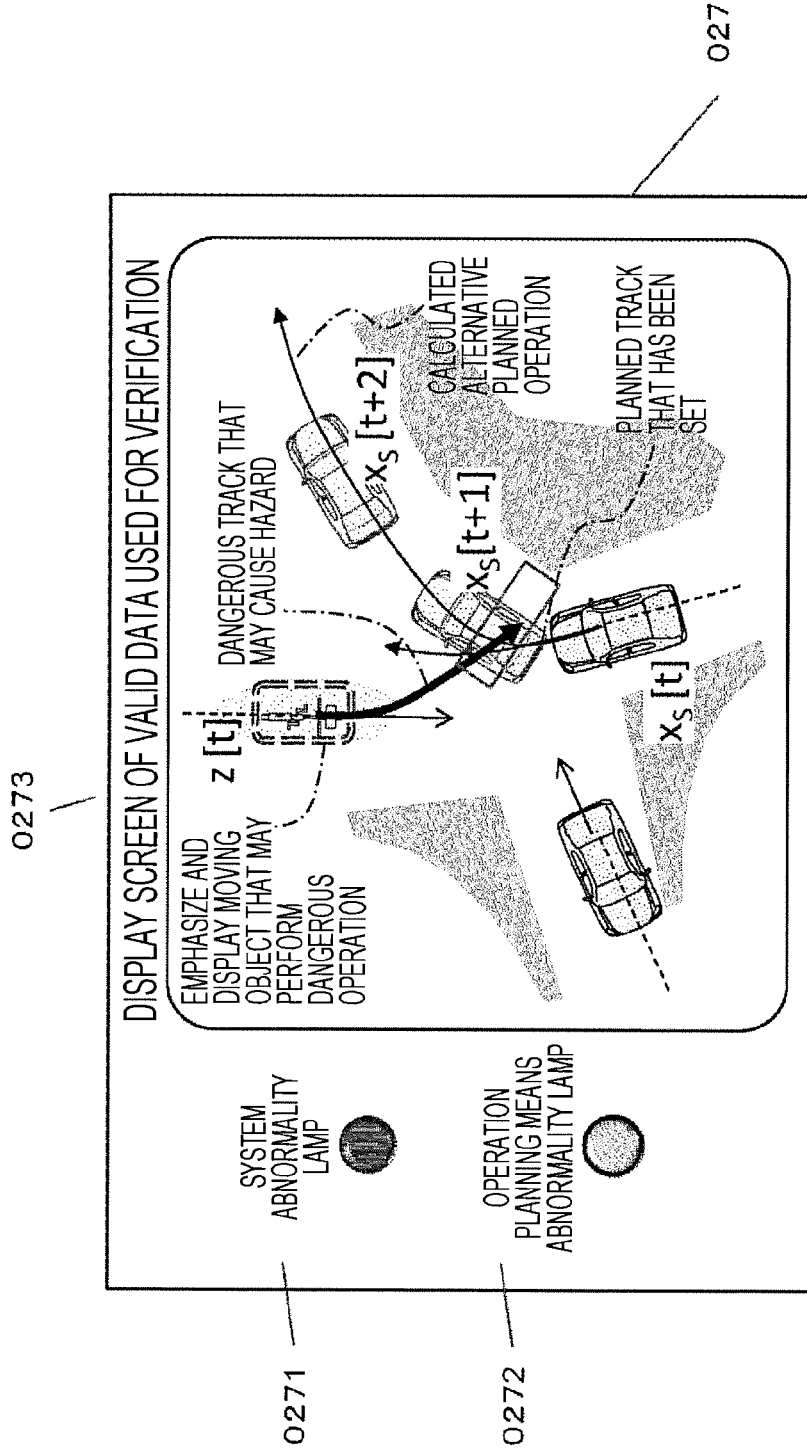 0273
0271
0272
027
DISPLAY SCREEN OF VALID DATA USED FOR VERIFICATION
SYSTEM
ABNORMALITY
LAMP
OPERATION
PLANNING MEANS
ABNORMALITY LAMP
EMPHASIZE AND
DISPLAY MOVING
OBJECT THAT MAY
PERFORM
DANGEROUS
OPERATION
z [t]
DANGEROUS TRACK THAT
MAY CAUSE HAZARD
xs [t+2]
xs [t+1]
xs [t]
CALCULATED
ALTERNATIVE
PLANNED
OPERATION
PLANNED TRACK
THAT HAS BEEN
SET